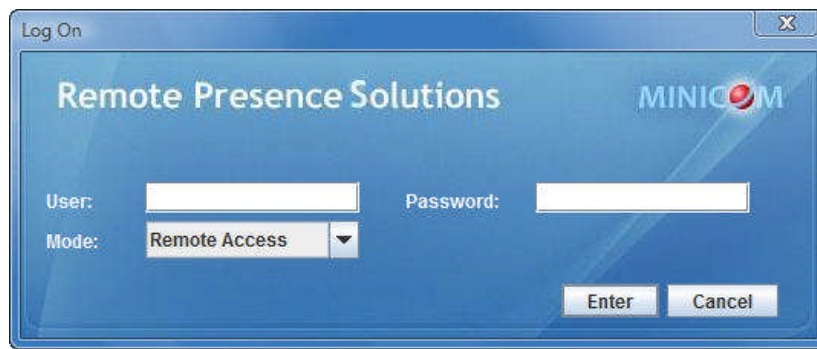 Log On
Remote Presence Solutions
MINICOM
User:
Password:
Mode:
Remote Access
Enter
Cancel